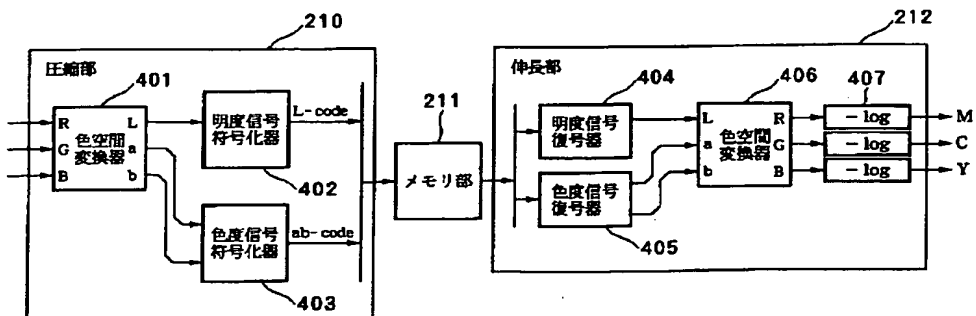 210
圧縮部
401
R
G
B
色空間
変換器
L
a
b
明度信号
符号化器
402
L-code
色度信号
符号化器
403
ab-code
211
メモリ部
212
伸長部
404
明度信号
復号器
色度信号
復号器
405
406
L
a
b
色空間
変換器
R
G
B
407
-log
-log
-log
M
C
Y